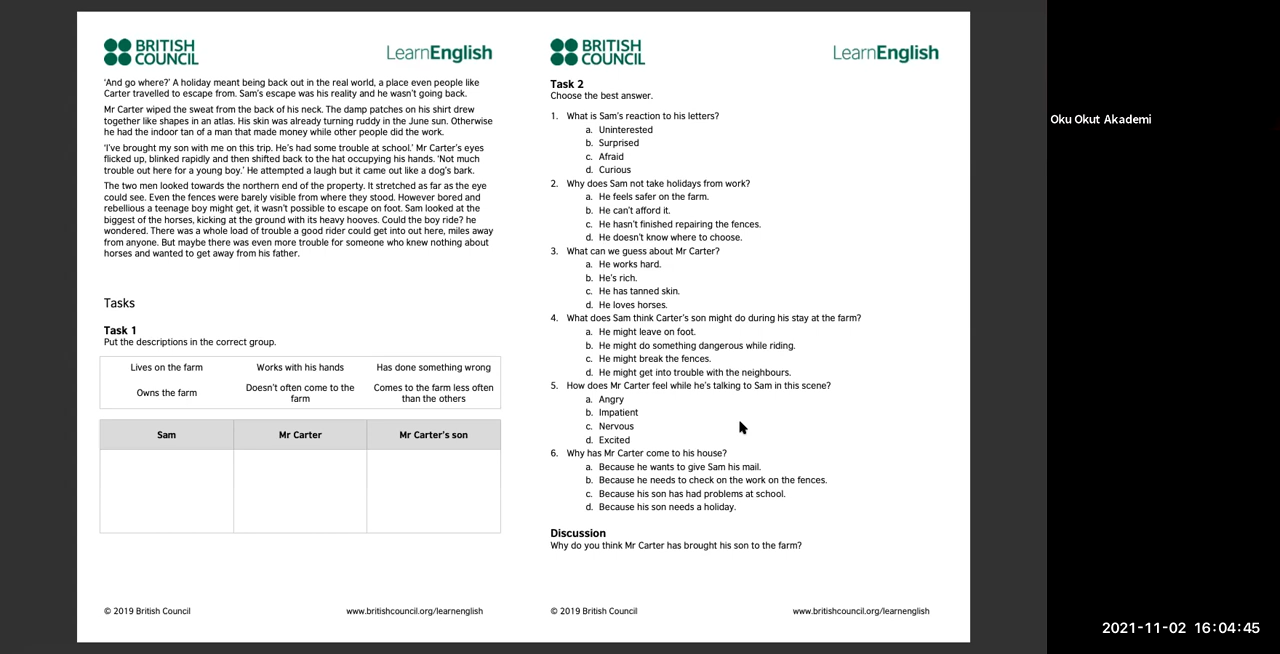 BRITISH
COUNCIL
LearnEnglish
'And go where?' A holiday meant being back out in the real world, a place even people like
Carter travelled to escape from. Sam's escape was his reality and he wasn't going back.
Mr Carter wiped the sweat from the back of his neck. The damp patches on his shirt drew
together like shapes in an atlas. His skin was already turning ruddy in the June sun. Otherwise
he had the indoor tan of a man that made money while other people did the work.
'I've brought my son with me on this trip. He's had some trouble at school.' Mr Carter's eyes
flicked up, blinked rapidly and then shifted back to the hat occupying his hands. 'Not much
trouble out here for a young boy.' He attempted a laugh but it came out like a dog's bark.
The two men looked towards the northern end of the property. It stretched as far as the eye
could see. Even the fences were barely visible from where they stood. However bored and
rebellious a teenage boy might get, it wasn't possible to escape on foot. Sam looked at the
biggest of the horses, kicking at the ground with its heavy hooves. Could the boy ride? he
wondered. There was a whole load of trouble a good rider could get into out here, miles away
from anyone. But maybe there was even more trouble for someone who knew nothing about
horses and wanted to get away from his father.
Tasks
Task 1
Put the descriptions in the correct group.
Lives on the farm
Works with his hands
Has done something wrong
Owns the farm
Doesn't often come to the
farm
Comes to the farm less often
than the others
Sam
Mr Carter
Mr Carter's son
© 2019 British Council
www.britishcouncil.org/learnenglish
BRITISH
COUNCIL
LearnEnglish
Task 2
Choose the best answer.
1. What is Sam's reaction to his letters?
a. Uninterested
b. Surprised
c. Afraid
d. Curious
2. Why does Sam not take holidays from work?
a. He feels safer on the farm.
b. He can't afford it.
c. He hasn't finished repairing the fences.
d. He doesn't know where to choose.
3. What can we guess about Mr Carter?
a. He works hard.
b. He's rich.
c. He has tanned skin.
d. He loves horses.
4. What does Sam think Carter's son might do during his stay at the farm?
a. He might leave on foot.
b. He might do something dangerous while riding.
c. He might break the fences.
d. He might get into trouble with the neighbours.
5. How does Mr Carter feel while he's talking to Sam in this scene?
a. Angry
b. Impatient
c. Nervous
d. Excited
6. Why has Mr Carter come to his house?
a. Because he wants to give Sam his mail.
b. Because he needs to check on the work on the fences.
c. Because his son has had problems at school.
d. Because his son needs a holiday.
Discussion
Why do you think Mr Carter has brought his son to the farm?
© 2019 British Council
www.britishcouncil.org/learnenglish
Oku Okut Akademi
2021-11-02 16:04:45